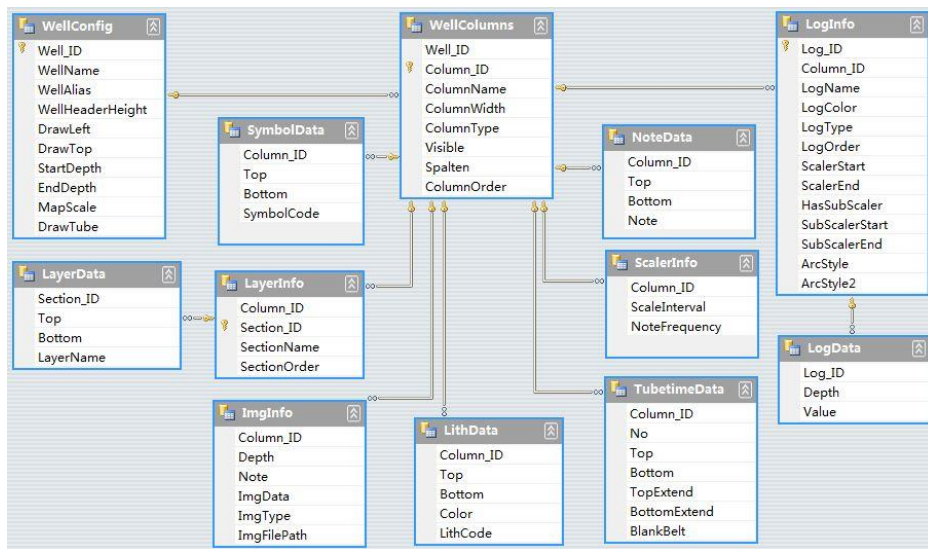 WellConfig
Well_ID
WellName
WellAlias
WellHeaderHeight
DrawLeft
DrawTop
StartDepth
EndDepth
MapScale
DrawTube
WellColumns
Well_ID
Column_ID
ColumnName
ColumnWidth
ColumnType
Visible
Spalten
ColumnOrder
LogInfo
Log_ID
Column_ID
LogName
LogColor
LogType
LogOrder
ScalerStart
ScalerEnd
HasSubScaler
SubScalerStart
SubScalerEnd
ArcStyle
ArcStyle2
SymbolData
Column_ID
Top
Bottom
SymbolCode
NoteData
Column_ID
Top
Bottom
Note
LayerData
Section_ID
Top
Bottom
LayerName
LayerInfo
Column_ID
Section_ID
SectionName
SectionOrder
ScalerInfo
Column_ID
ScaleInterval
NoteFrequency
LogData
Log_ID
Depth
Value
ImgInfo
Column_ID
Depth
Note
ImgData
ImgType
ImgFilePath
LithData
Column_ID
Top
Bottom
Color
LithCode
TubetimeData
Column_ID
No
Top
Bottom
TopExtend
BottomExtend
BlankBelt